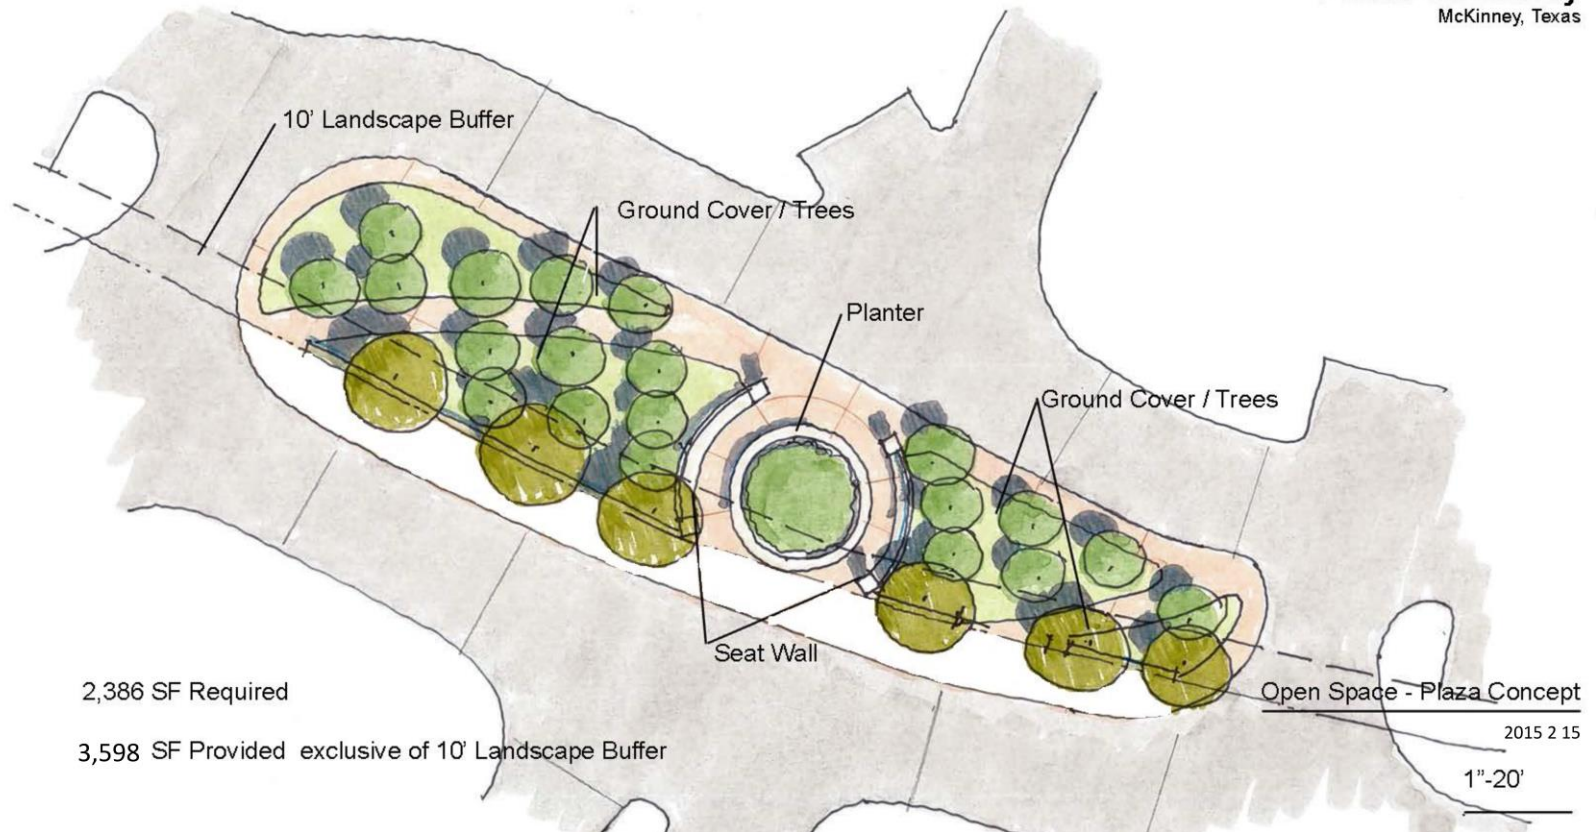 McKinney, Texas
10' Landscape Buffer
Ground Cover / Trees
Planter
Ground Cover / Trees
Seat Wall
2,386 SF Required
3,598 SF Provided exclusive of 10' Landscape Buffer
Open Space - Plaza Concept
2015 2 15
1”-20'